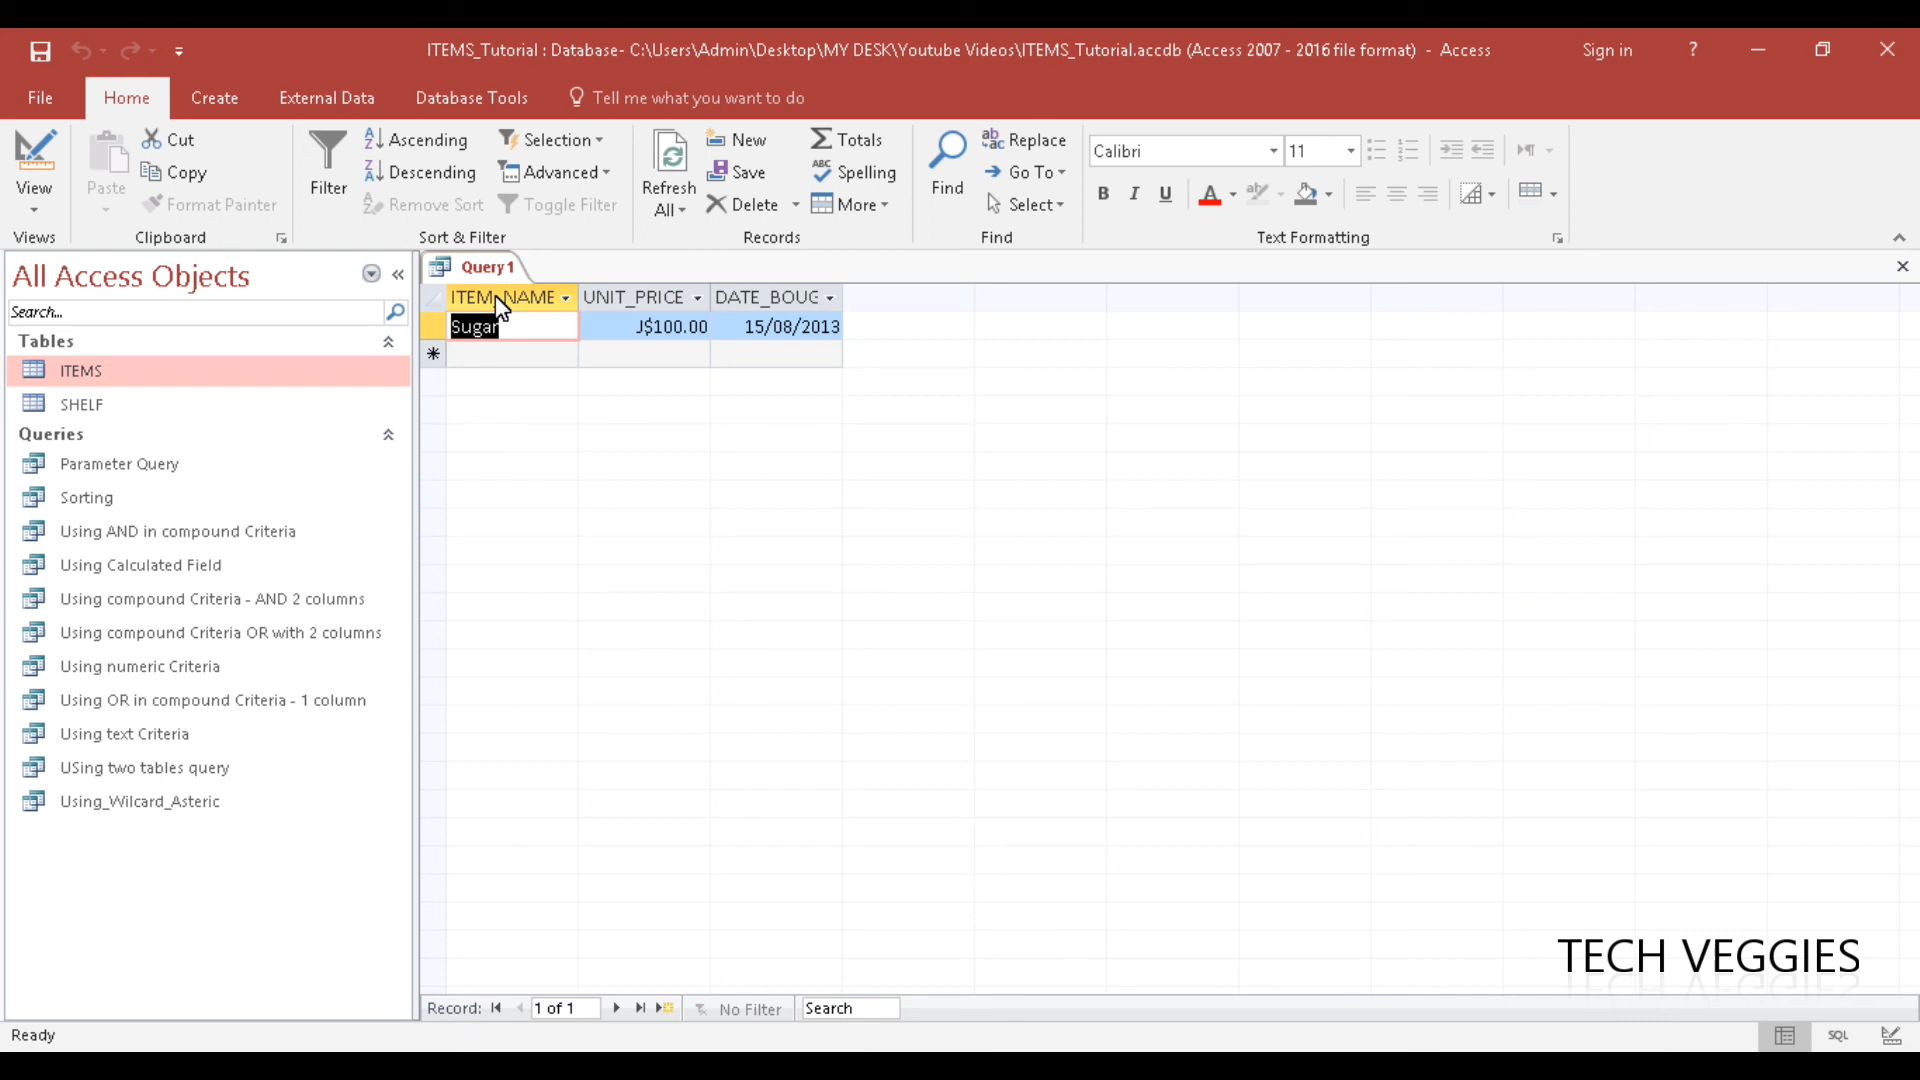 ITEMS_Tutorial : Database- C:\Users\Admin\Desktop\MY DESK\Youtube Videos\ITEMS_Tutorial.accdb (Access 2007 - 2016 file format) - Access
Sign in
?
File
Home
Create
External Data
Database Tools
Tell me what you want to do
View
Views
Paste
Cut
Copy
Format Painter
Clipboard
Filter
Ascending
Descending
Remove Sort
Selection
Advanced
Toggle Filter
Sort & Filter
Refresh
All
New
Save
Delete
Totals
Spelling
More
Records
Find
Replace
Go To
Select
Find
Calibri
11
B I U
Text Formatting
All Access Objects
Search...
Tables
ITEMS
SHELF
Queries
Parameter Query
Sorting
Using AND in compound Criteria
Using Calculated Field
Using compound Criteria - AND 2 columns
Using compound Criteria OR with 2 columns
Using numeric Criteria
Using OR in compound Criteria - 1 column
Using text Criteria
USing two tables query
Using_Wilcard_Asteric
Query1
ITEM_NAME UNIT_PRICE DATE_BOUG
Sugar J$100.00 15/08/2013
TECH VEGGIES
Record: 1 of 1 No Filter Search
Ready
SQL